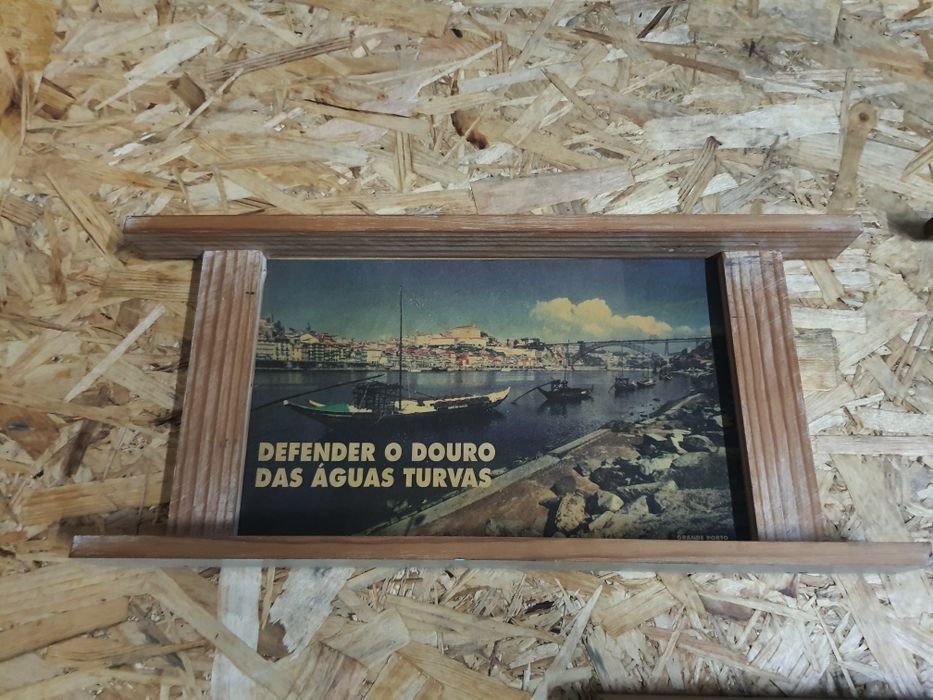 DEFENDER O DOURO
DAS ÁGUAS TURVAS
GRANDE PORTO